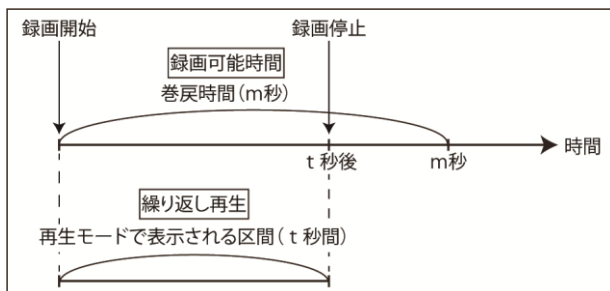 録画開始
録画停止
録画可能時間
巻戻時間(m秒)
時間
t 秒後
m秒
繰り返し再生
再生モードで表示される区間(t 秒間)